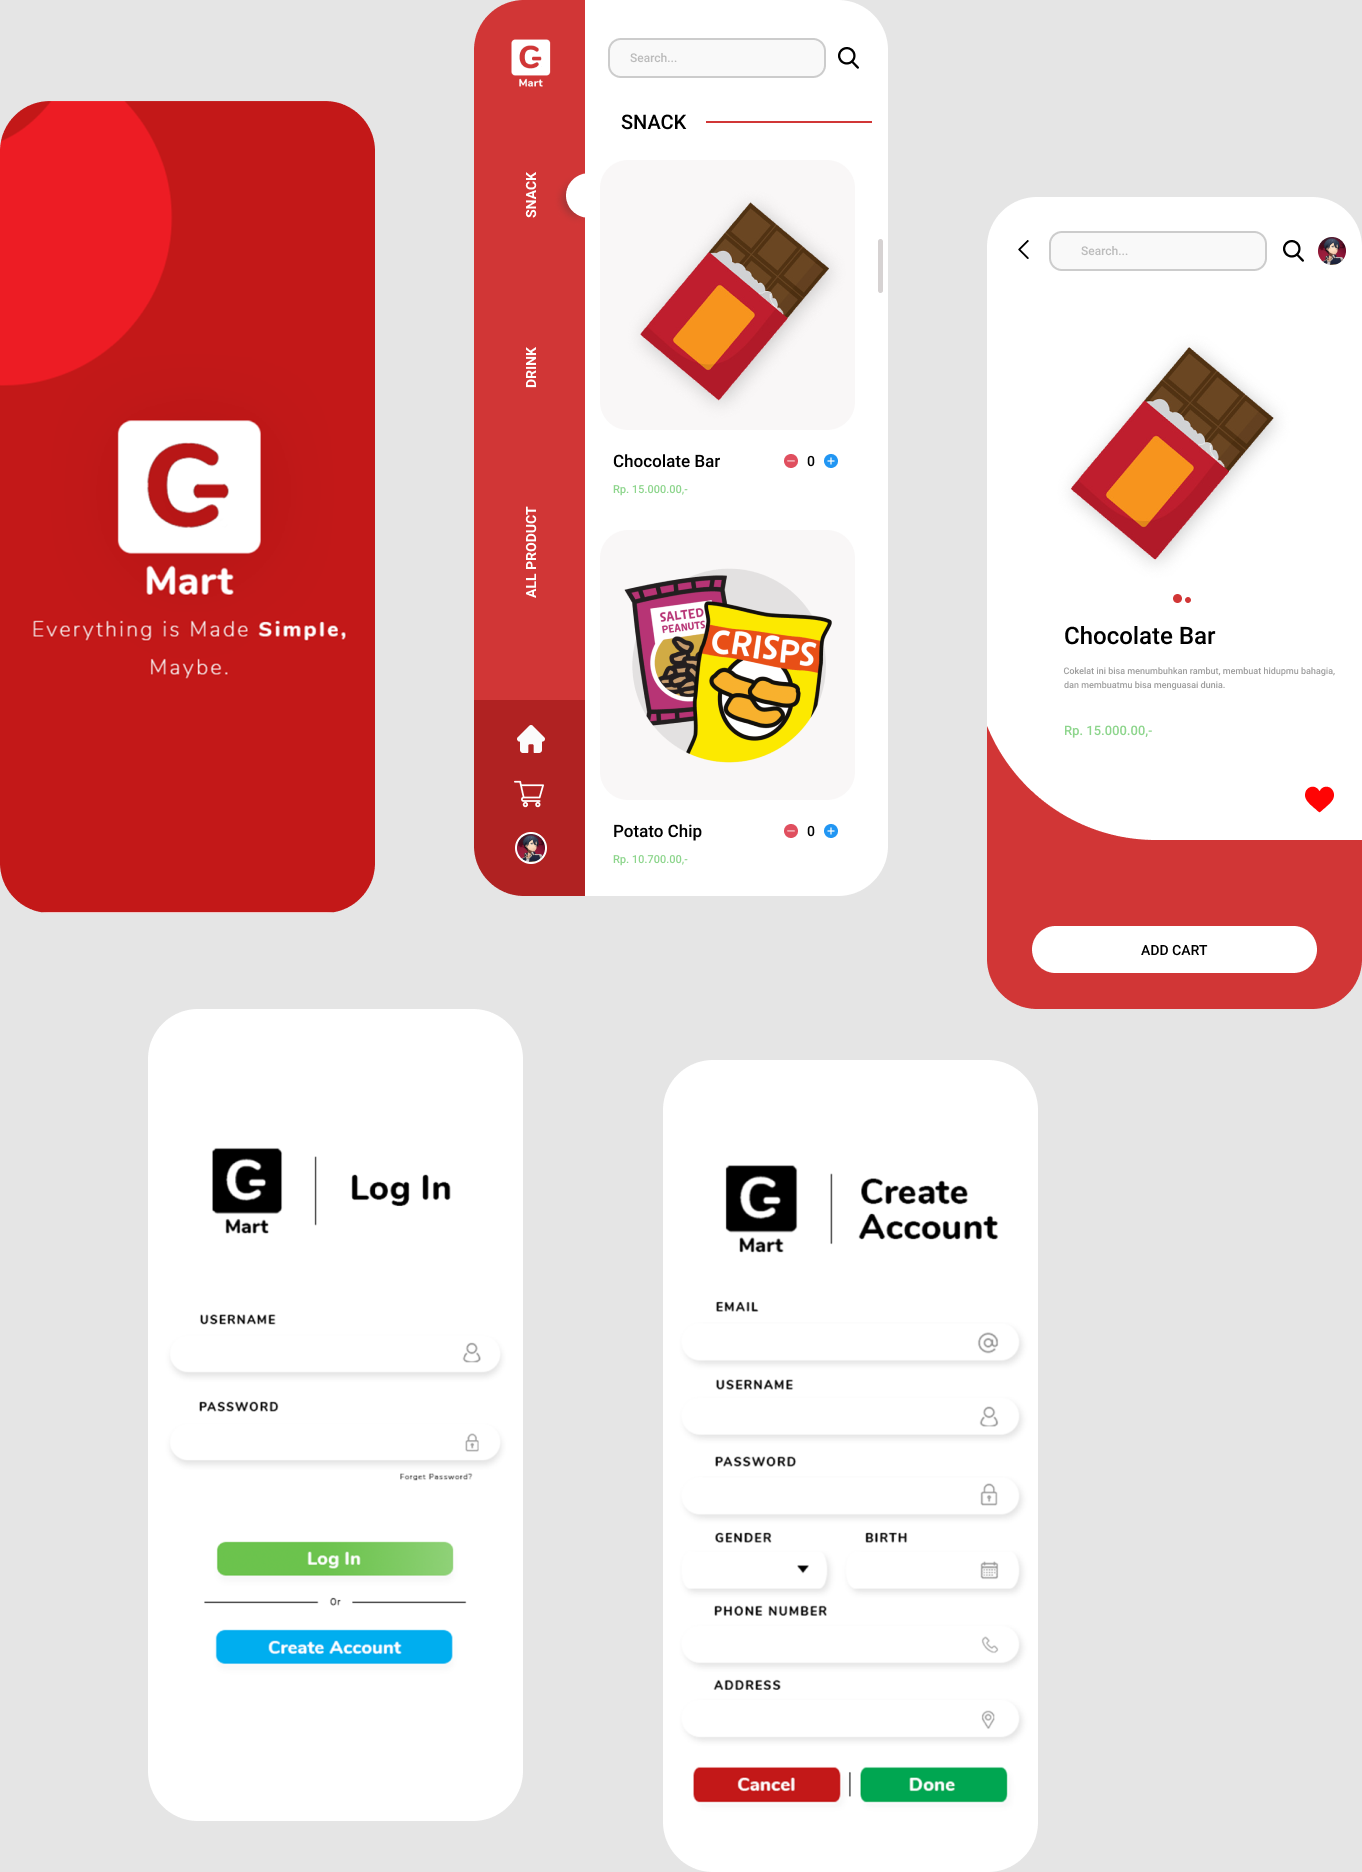 G
Mart
Everything is Made Simple,
Maybe.
G
Mart
SNACK
DRINK
ALL PRODUCT
Search...
SNACK
Chocolate Bar
0
Rp. 15.000.00,-
SALTED
PEANUTS
CRISPS
Potato Chip
0
Rp. 10.700.00,-
Search...
Chocolate Bar
Cokelat ini bisa menumbuhkan rambut, membuat hidupmu bahagia,
dan membuatmu bisa menguasai dunia.
Rp. 15.000.00,-
ADD CART
G
Mart
Log In
USERNAME
PASSWORD
Forget Password?
Log In
Or
Create Account
G
Mart
Create
Account
EMAIL
USERNAME
PASSWORD
GENDER
BIRTH
PHONE NUMBER
ADDRESS
Cancel
Done